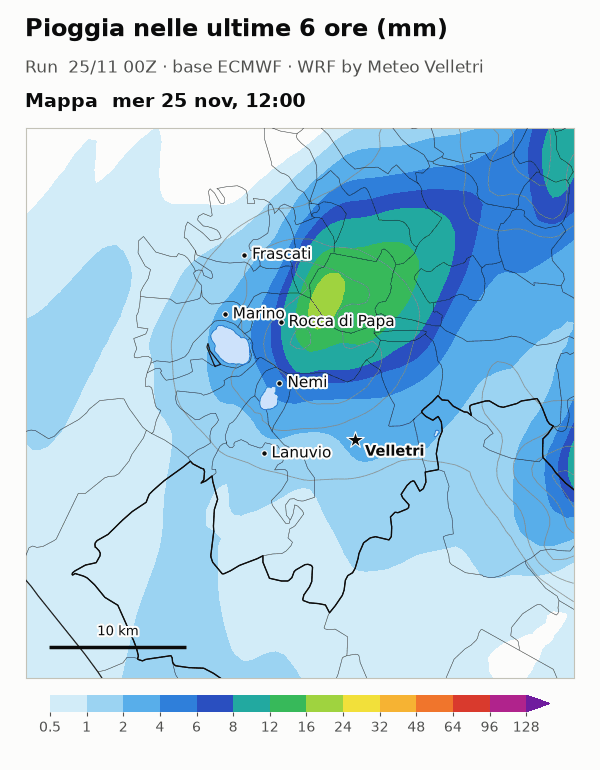 Pioggia nelle ultime 6 ore (mm)
Run  25/11 00Z · base ECMWF · WRF by Meteo Velletri
Mappa  mer 25 nov, 12:00
Frascati
Marino
Rocca di Papa
Nemi
Velletri
Lanuvio
10 km
0.5 1 2 4 6 8 12 16 24 32 48 64 96 128